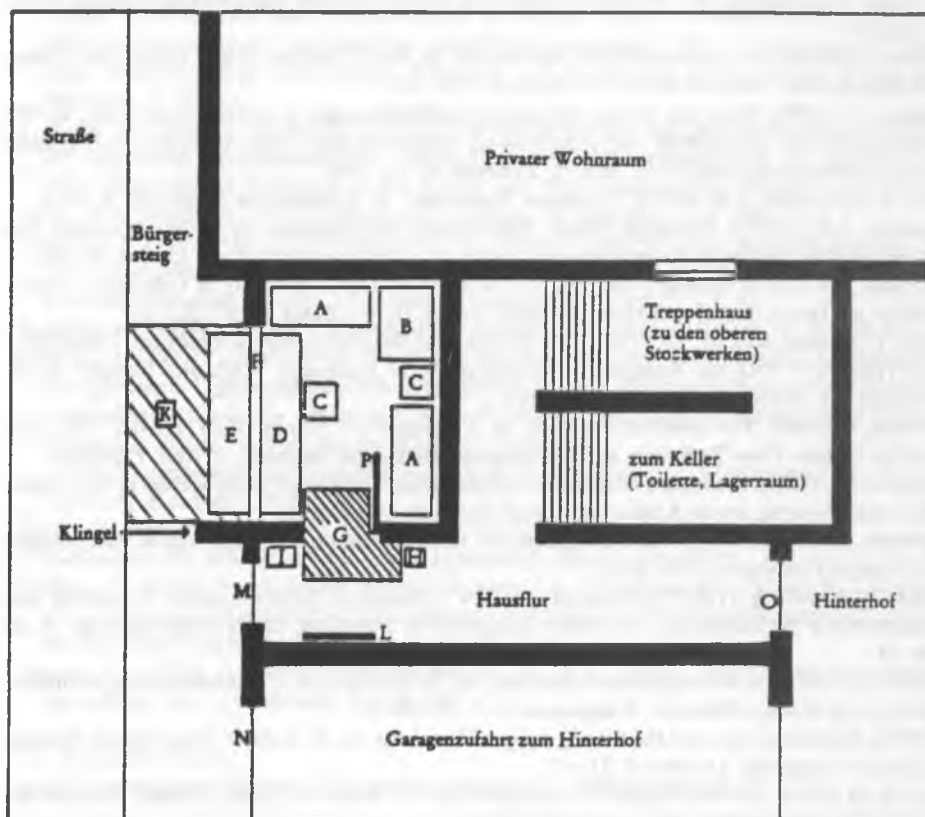 Straße
Privater Wohnraum
Bürger-
steig
A
B
Treppenhaus
(zu den oberen
Stockwerken)
F
C
C
K
E
D
A
P
zum Keller
(Toilette, Lagerraum)
Klingel
G
I
H
M
Hausflur
O
Hinterhof
L
N
Garagenzufahrt zum Hinterhof